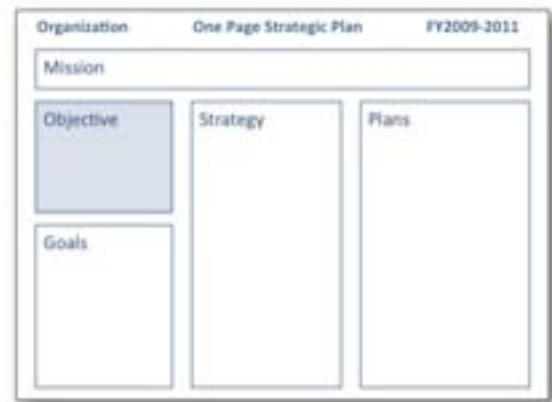 Organization One Page Strategic Plan FY2009-2011
Mission
Objective Strategy Plans
Goals